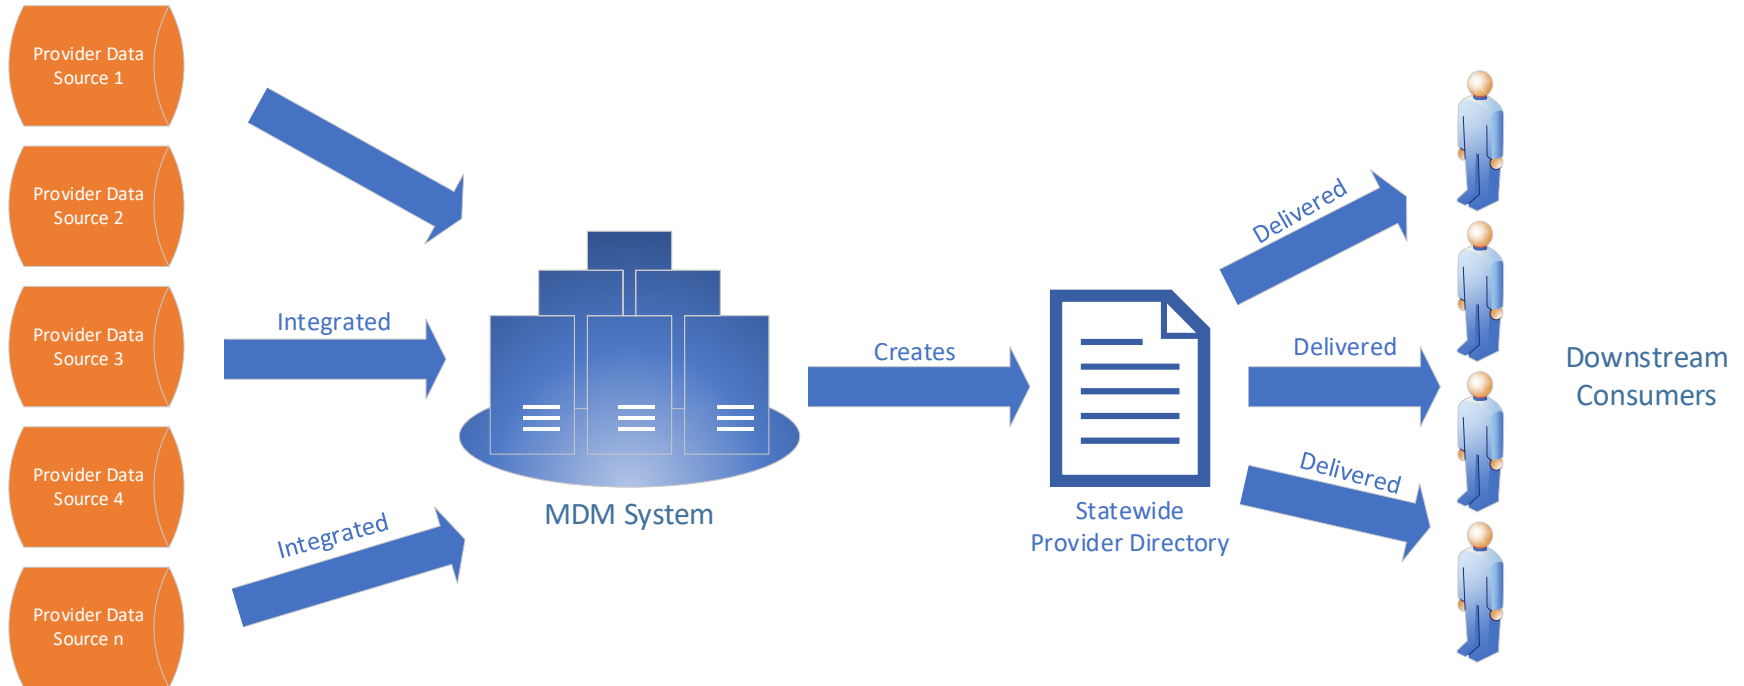 Provider Data
Source 1
Provider Data
Source 2
Provider Data
Source 3
Provider Data
Source 4
Provider Data
Source n
Integrated
Integrated
MDM System
Creates
Statewide
Provider Directory
Delivered
Delivered
Delivered
Downstream
Consumers